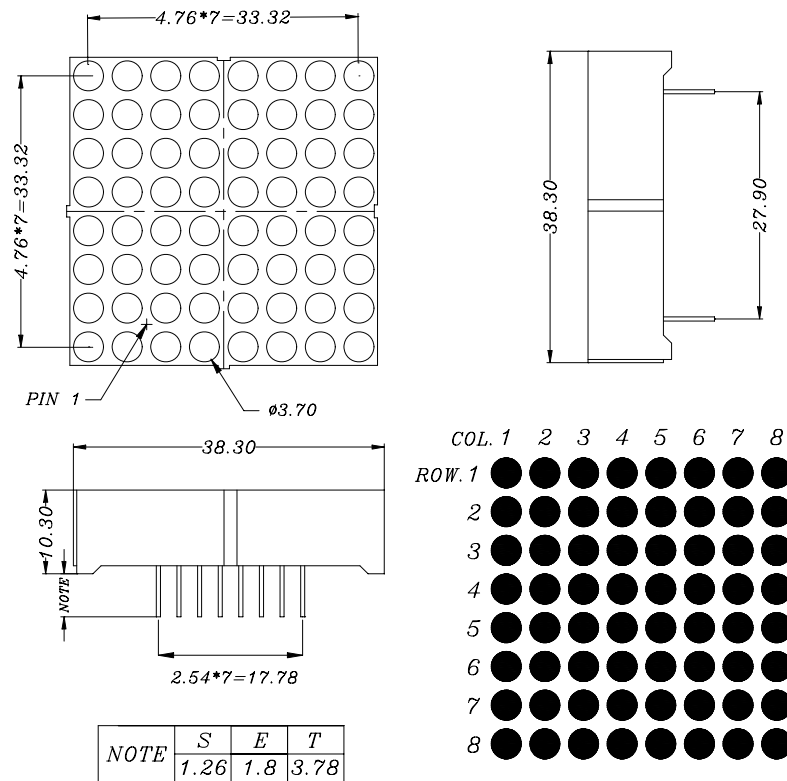 4.76*7=33.32
4.76*7=33.32
PIN 1
ø3.70
38.30
27.90
38.30
10.30
NOTE
2.54*7=17.78
NOTE S E T
1.26 1.8 3.78
COL. 1 2 3 4 5 6 7 8
ROW. 1
2
3
4
5
6
7
8